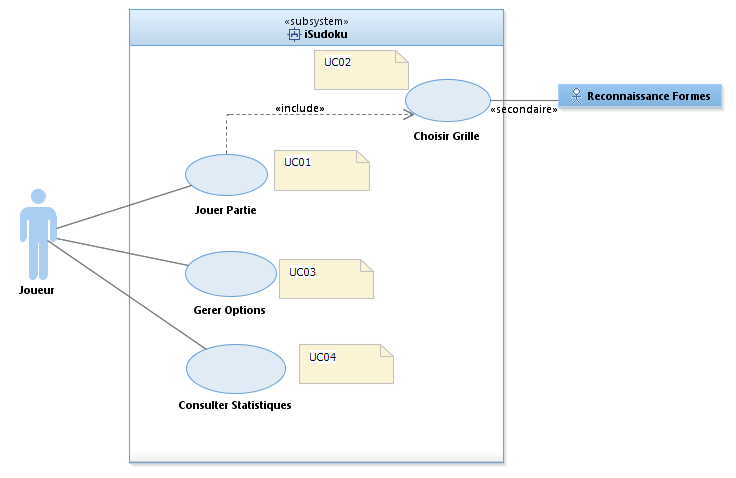 «subsystem»
iSudoku
UC02
«include»
«secondaire»
Reconnaissance Formes
Choisir Grille
UC01
Jouer Partie
Joueur
UC03
Gerer Options
UC04
Consulter Statistiques